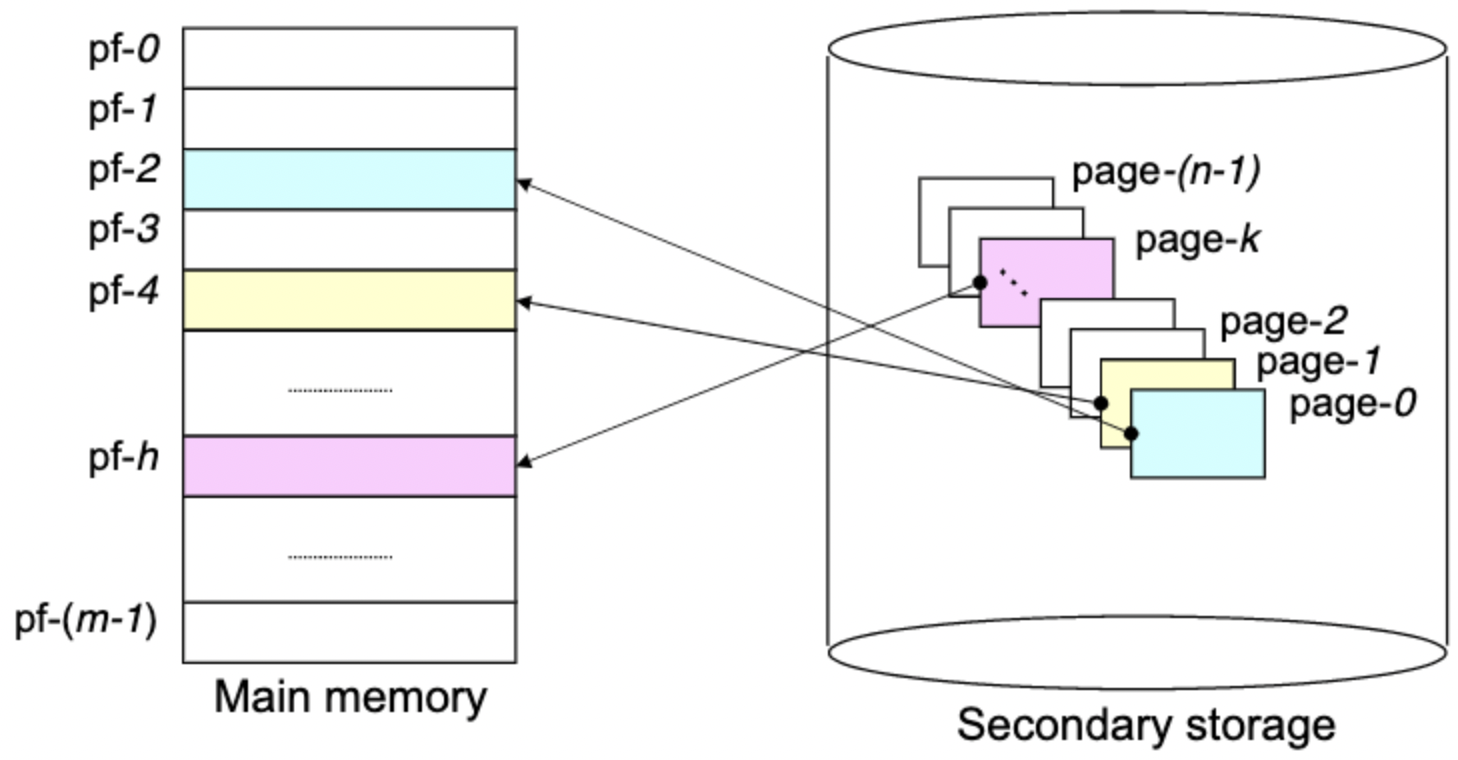 pf-0
pf-1
pf-2
pf-3
pf-4
pf-h
pf-(m-1)
Main memory
page-(n-1)
page-k
page-2
page-1
page-0
Secondary storage